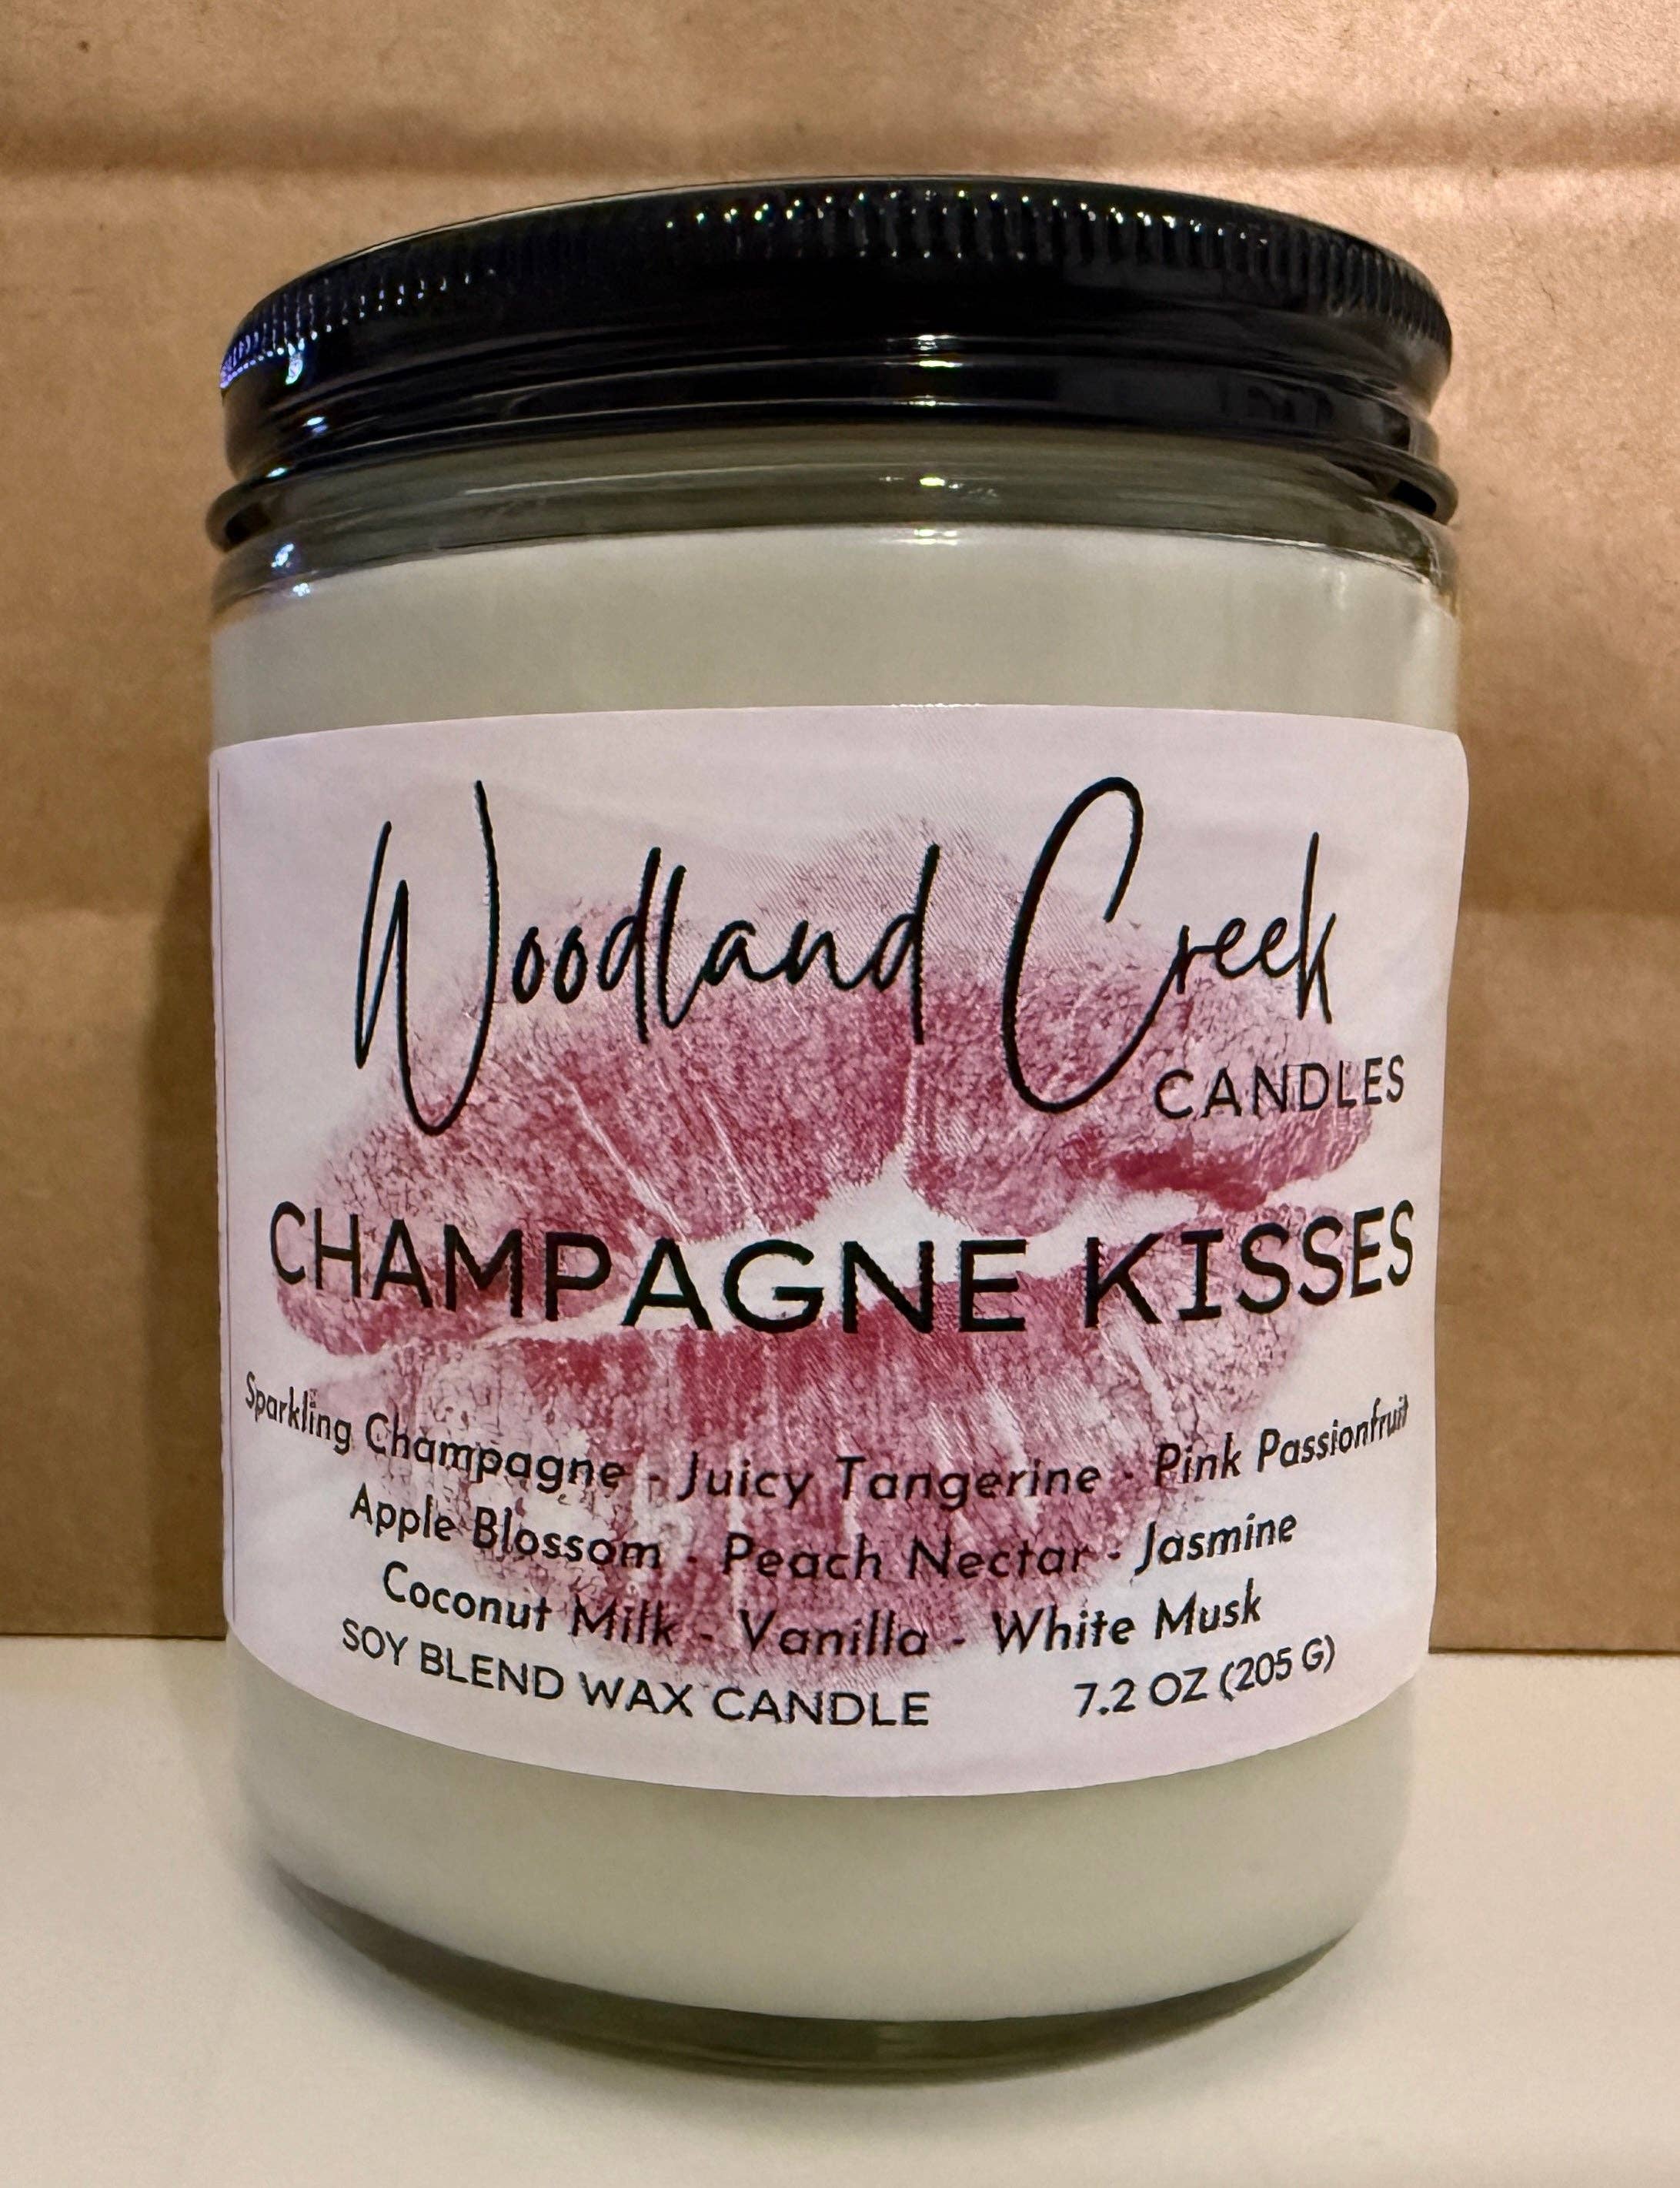 Woodland Creek
CANDLES
CHAMPAGNE KISSES
Sparkling Champagne - Juicy Tangerine - Pink Passionfruit
Apple Blossom - Peach Nectar - Jasmine
Coconut Milk - Vanilla - White Musk
SOY BLEND WAX CANDLE 7.2 OZ (205 G)